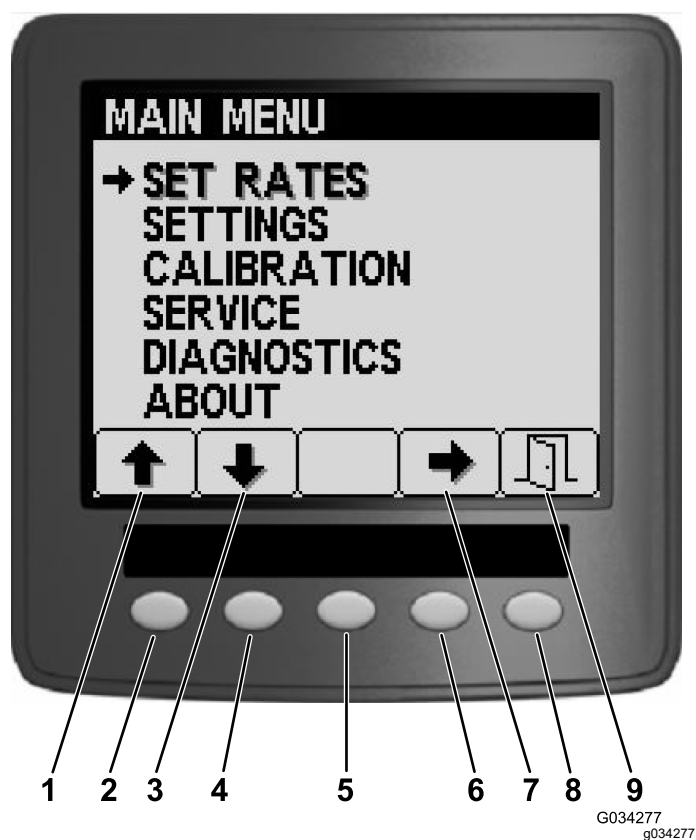 MAIN MENU
SET RATES
SETTINGS
CALIBRATION
SERVICE
DIAGNOSTICS
ABOUT
1 2 3 4 5 6 7 8 9
G034277
g034277